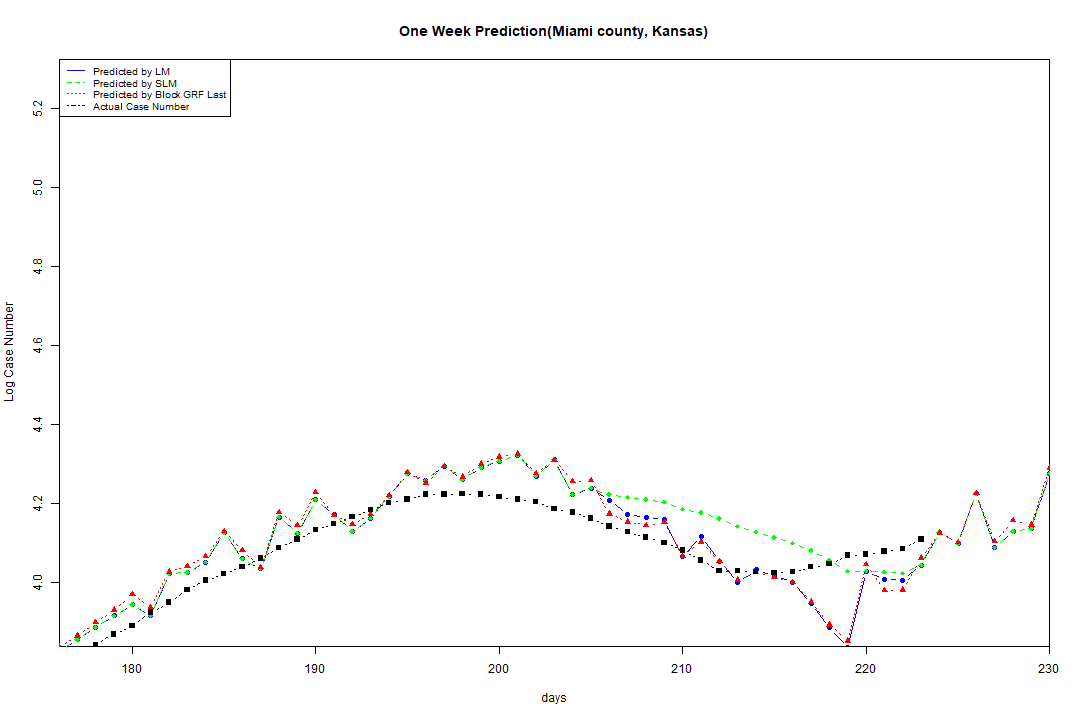 One Week Prediction(Miami county, Kansas)
Predicted by LM
Predicted by SLM
Predicted by Block GRF Last
Actual Case Number
5.2
5.0
4.8
4.6
4.4
4.2
4.0
Log Case Number
180 190 200 210 220 230
days